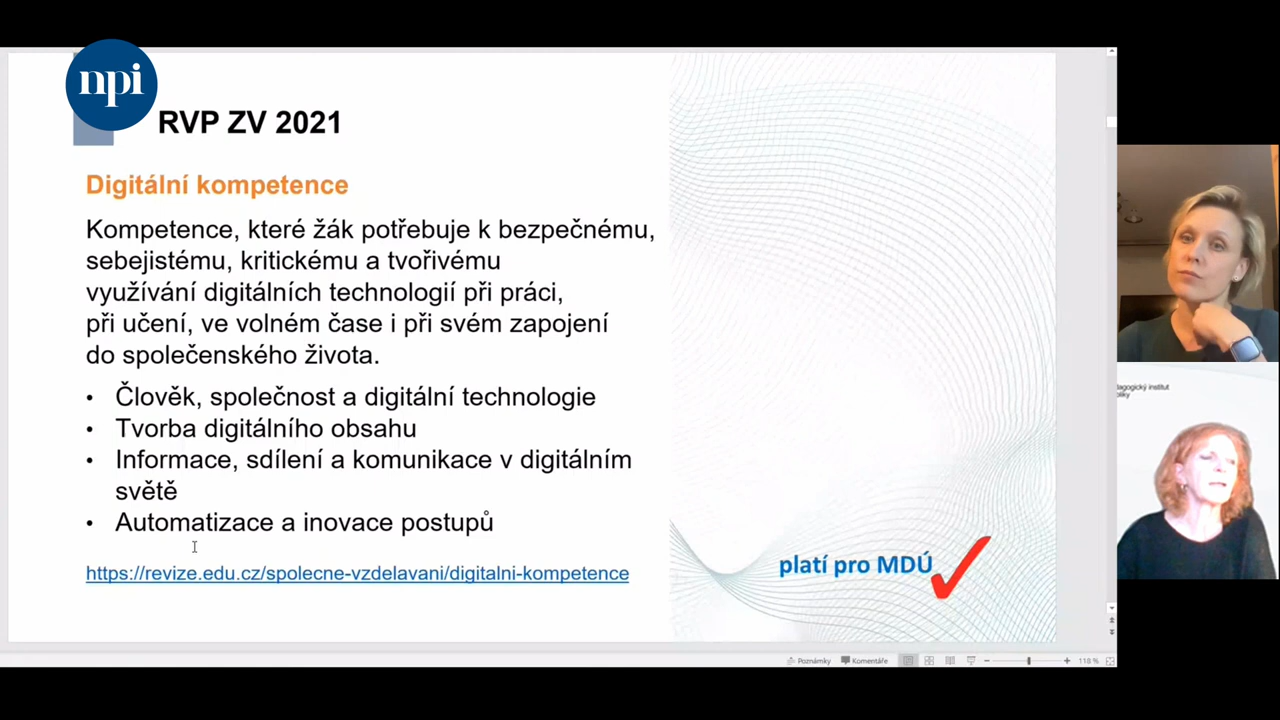 npi
RVP ZV 2021
Digitální kompetence
Kompetence, které žák potřebuje k bezpečnému,
sebejistému, kritickému a tvořivému
využívání digitálních technologií při práci,
při učení, ve volném čase i při svém zapojení
do společenského života.
• Člověk, společnost a digitální technologie
• Tvorba digitálního obsahu
• Informace, sdílení a komunikace v digitálním
světě
• Automatizace a inovace postupů
https://revize.edu.cz/spolecne-vzdelavani/digitalni-kompetence
platí pro MDÚ
dagogický institut
Poznámky Komentáře 118 %